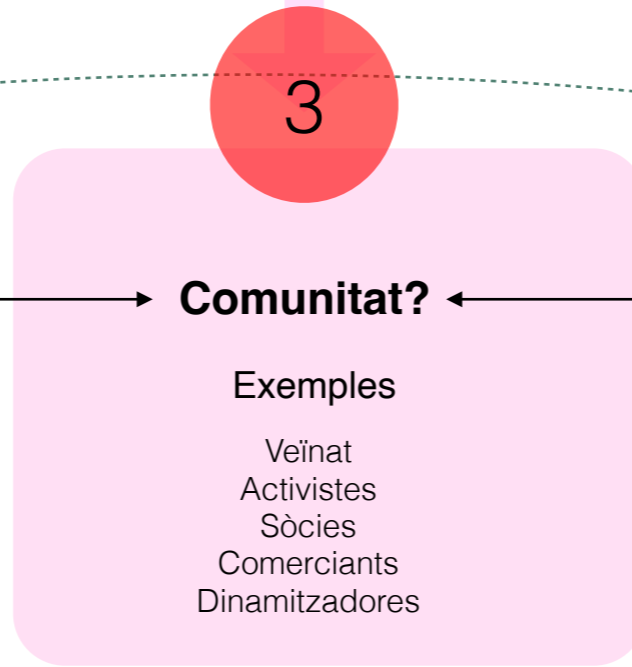 3
Comunitat?
Exemples
Veïnat
Activistes
Sòcies
Comerciants
Dinamitzadores